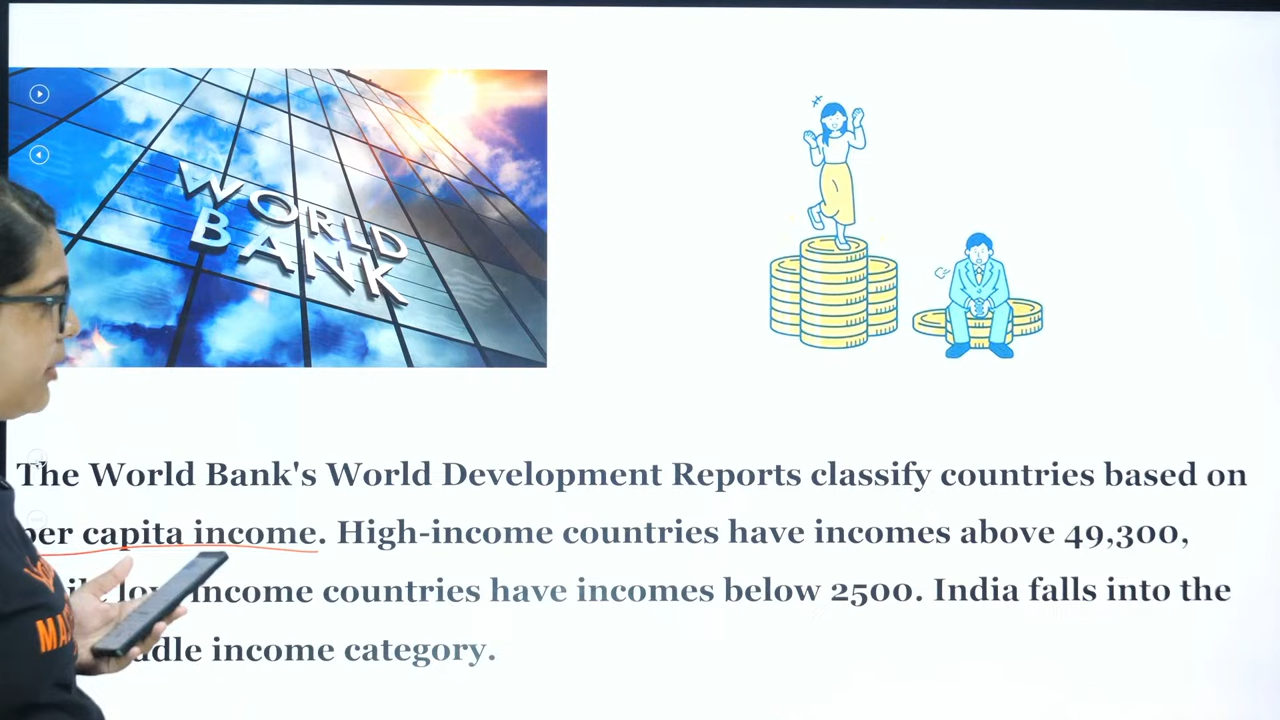 WORLD
BANK
The World Bank's World Development Reports classify countries based on
per capita income. High-income countries have incomes above 49,300,
income countries have incomes below 2500. India falls into the
income category.